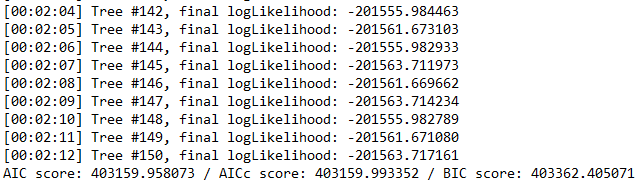 [00:02:04] Tree #142, final logLikelihood: -201555.984463
[00:02:05] Tree #143, final logLikelihood: -201561.673103
[00:02:06] Tree #144, final logLikelihood: -201555.982933
[00:02:07] Tree #145, final logLikelihood: -201563.711973
[00:02:08] Tree #146, final logLikelihood: -201561.669662
[00:02:09] Tree #147, final logLikelihood: -201563.714234
[00:02:10] Tree #148, final logLikelihood: -201555.982789
[00:02:11] Tree #149, final logLikelihood: -201561.671080
[00:02:12] Tree #150, final logLikelihood: -201563.717161
AIC score: 403159.958073 / AICc score: 403159.993352 / BIC score: 403362.405071